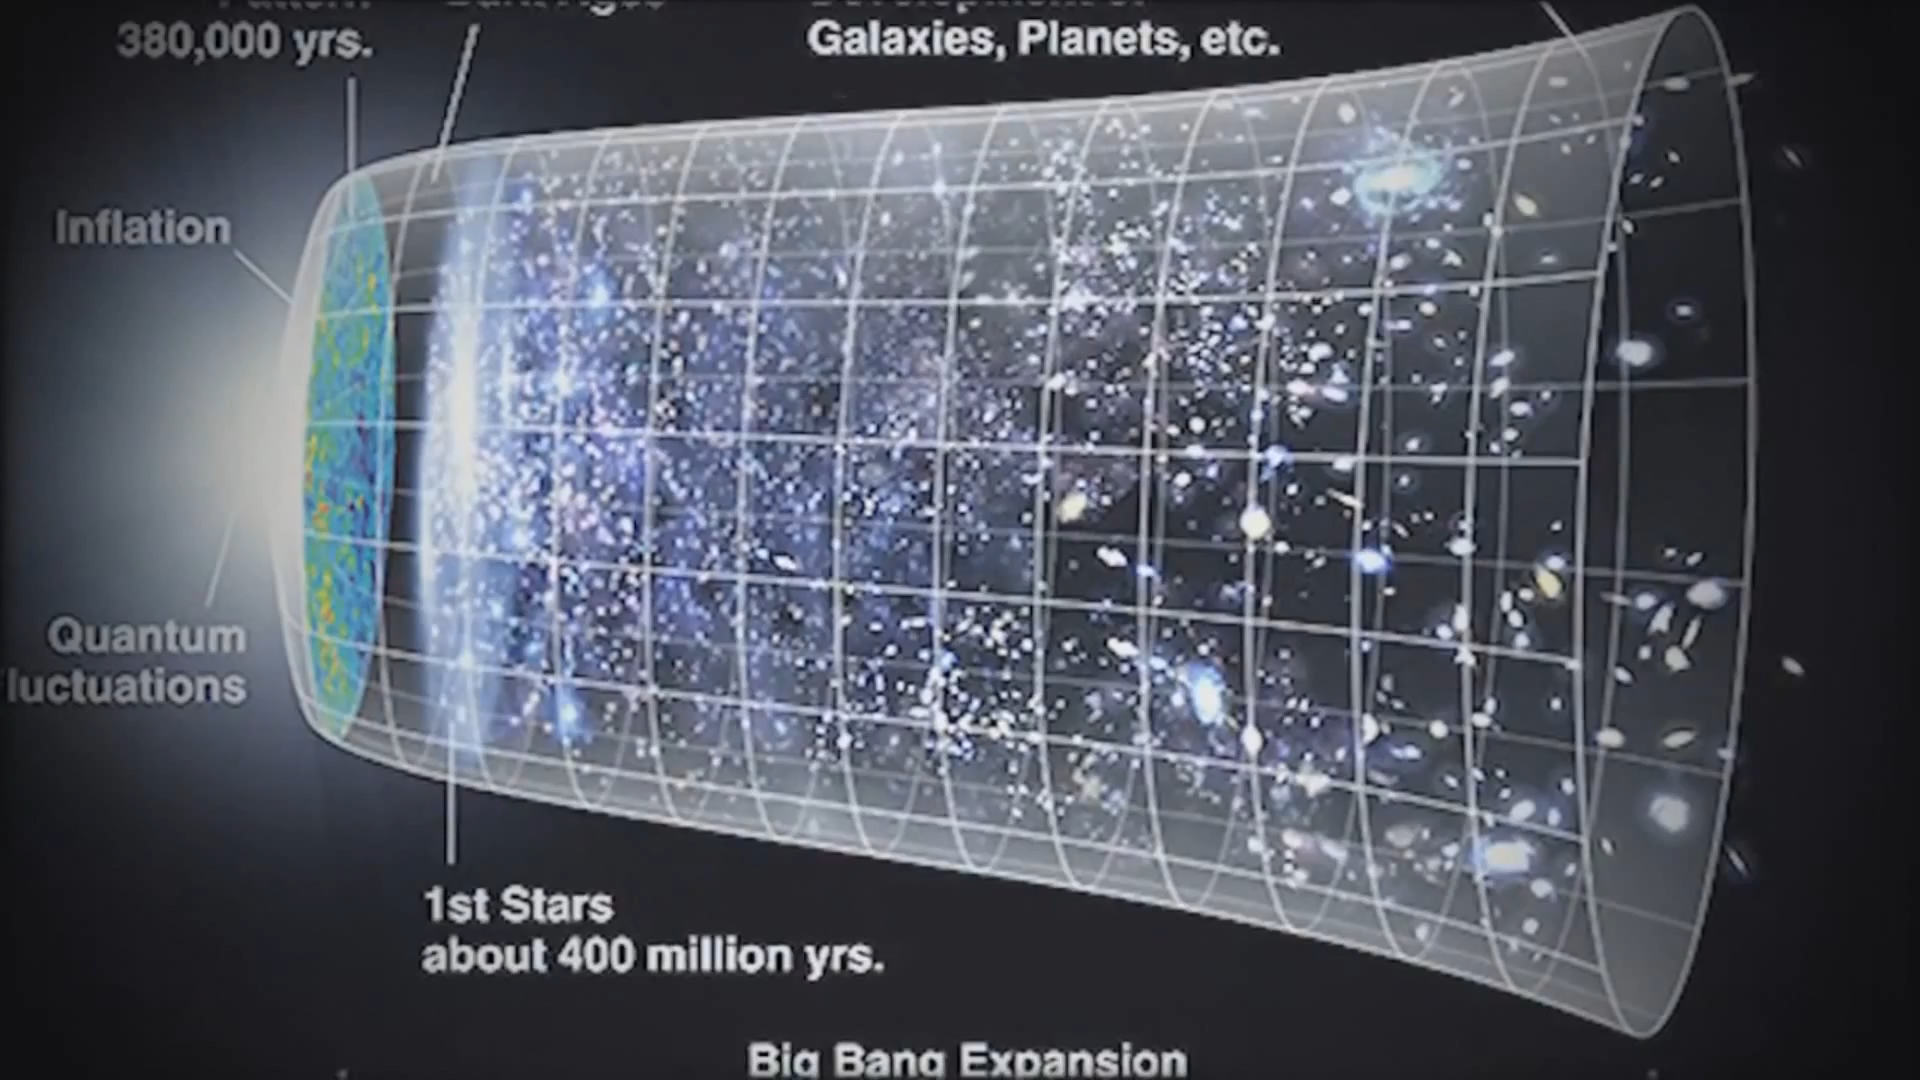 380,000 yrs.
Galaxies, Planets, etc.
Inflation
Quantum
luctuations
1st Stars
about 400 million yrs.
Big Bang Expansion